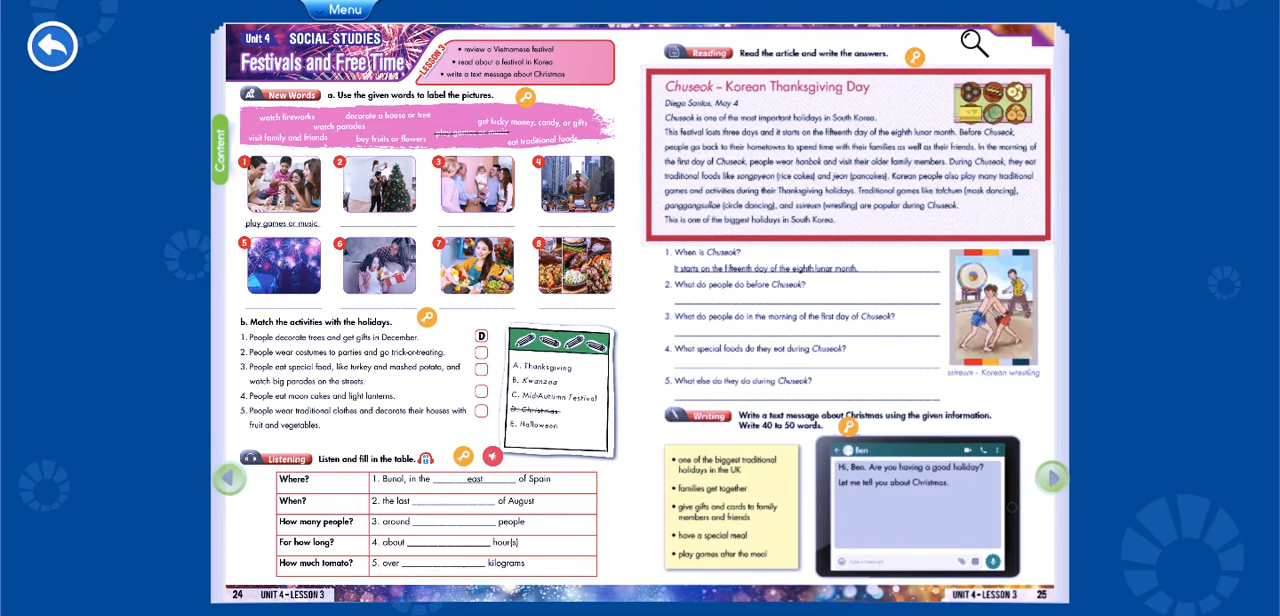 Menu
Content
Unit 4 SOCIAL STUDIES
Festivals and Free Time
LESSON 3
• review a Vietnamese festival
• read about a festival in Korea
• write a text message about Christmas
New Words a. Use the given words to label the pictures.
watch fireworks decorate a house or tree get lucky money, candy, or gifts
watch parades play games or music
visit family and friends buy fruits or flowers eat traditional foods
1 2 3 4
play games or music
5 6 7 8
b. Match the activities with the holidays.
1. People decorate trees and get gifts in December. D
2. People wear costumes to parties and go trick-or-treating.
3. People eat special food, like turkey and mashed potato, and
watch big parades on the streets.
4. People eat moon cakes and light lanterns.
5. People wear traditional clothes and decorate their houses with
fruit and vegetables.
A. Thanksgiving
B. Kwanzaa
C. Mid-Autumn Festival
D. Christmas
E. Halloween
Listening Listen and fill in the table.
Where? 1. Bunol, in the east of Spain
When? 2. the last ____ of August
How many people? 3. around ____ people
For how long? 4. about ____ hour(s)
How much tomato? 5. over ____ kilograms
24 UNIT 4 – LESSON 3
Reading Read the article and write the answers.
Chuseok – Korean Thanksgiving Day
Diego Santos, May 4
Chuseok is one of the most important holidays in South Korea.
This festival lasts three days and it starts on the fifteenth day of the eighth lunar month. Before Chuseok,
people go back to their hometowns to spend time with their families as well as their friends. In the morning of
the first day of Chuseok, people wear hanbok and visit their older family members. During Chuseok, they eat
traditional foods like songpyeon (rice cakes) and jeon (pancakes). Korean people also play many traditional
games and activities during their Thanksgiving holidays. Traditional games like talchum (mask dancing),
ganggangsullae (circle dancing), and ssireum (wrestling) are popular during Chuseok.
This is one of the biggest holidays in South Korea.
1. When is Chuseok?
It starts on the fifteenth day of the eighth lunar month.
2. What do people do before Chuseok?
3. What do people do in the morning of the first day of Chuseok?
4. What special foods do they eat during Chuseok?
5. What else do they do during Chuseok?
ssireum - Korean wrestling
Writing Write a text message about Christmas using the given information.
Write 40 to 50 words.
• one of the biggest traditional
holidays in the UK
• families get together
• give gifts and cards to family
members and friends
• have a special meal
• play games after the meal
Ben
Hi, Ben. Are you having a good holiday?
Let me tell you about Christmas.
Type a message
UNIT 4 – LESSON 3 25